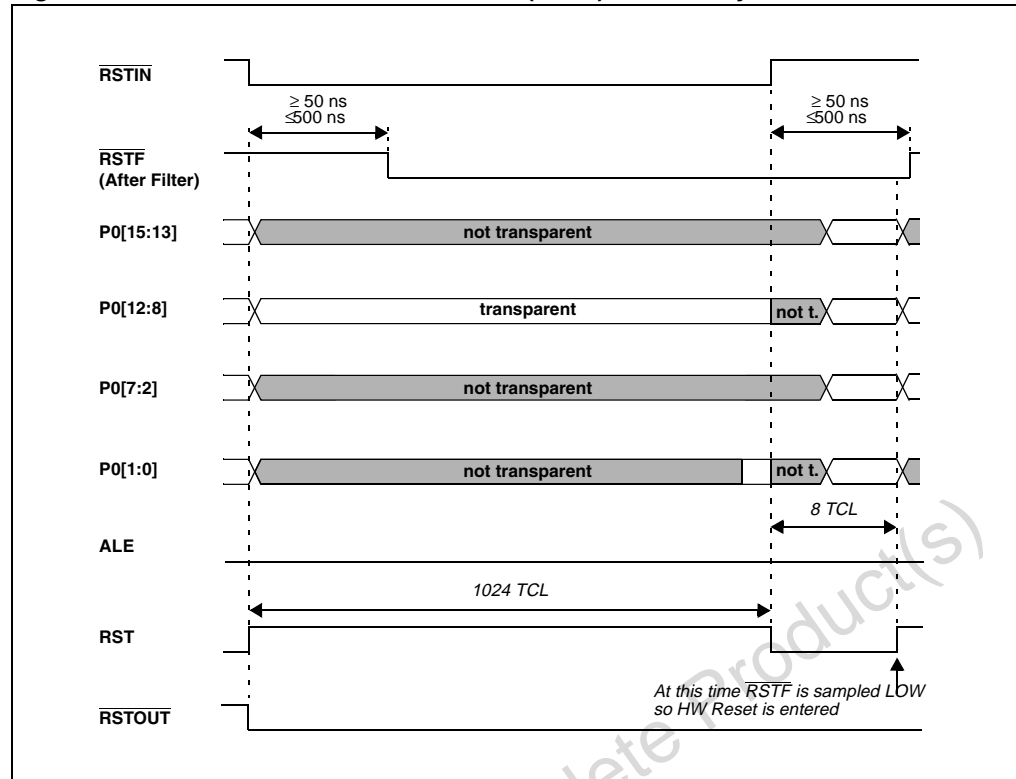 RSTIN
≥ 50 ns
≤500 ns
≥ 50 ns
≤500 ns
RSTF
(After Filter)
P0[15:13]
not transparent
P0[12:8]
transparent
not t.
P0[7:2]
not transparent
P0[1:0]
not transparent
not t.
8 TCL
ALE
1024 TCL
RST
At this time RSTF is sampled LOW
so HW Reset is entered
RSTOUT
Product(s)